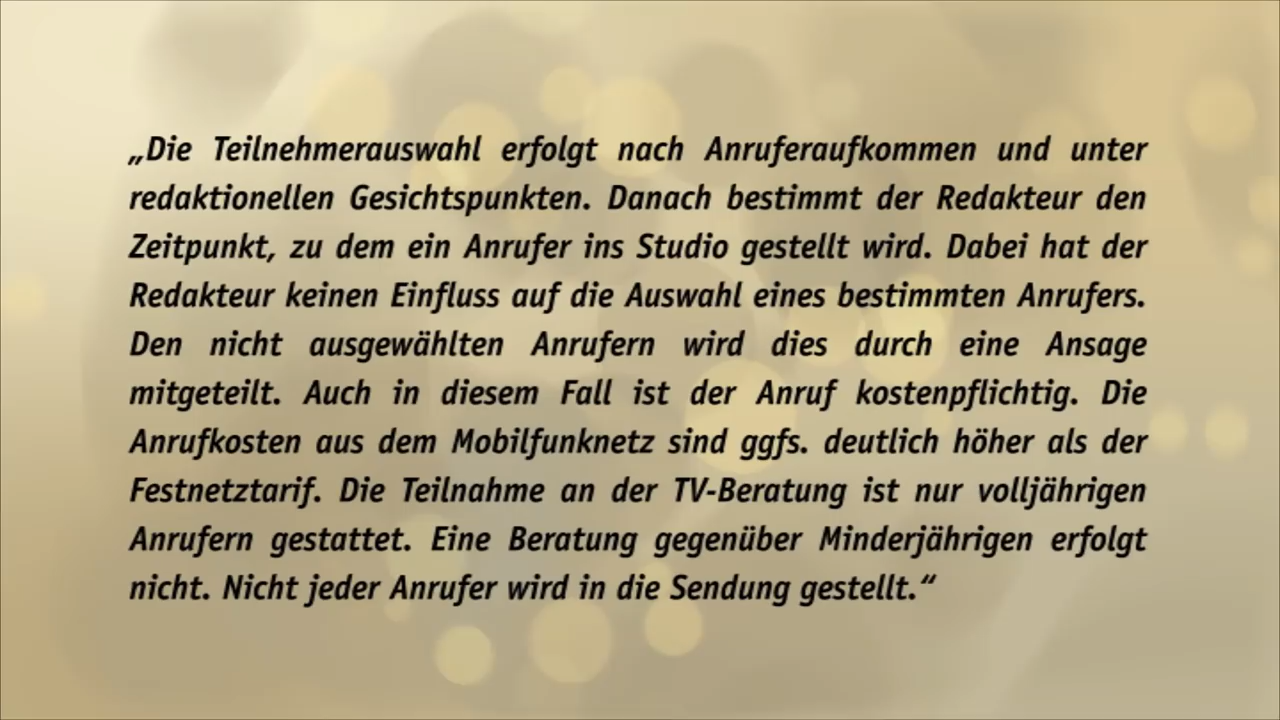 „Die Teilnehmerauswahl erfolgt nach Anruferaufkommen und unter
redaktionellen Gesichtspunkten. Danach bestimmt der Redakteur den
Zeitpunkt, zu dem ein Anrufer ins Studio gestellt wird. Dabei hat der
Redakteur keinen Einfluss auf die Auswahl eines bestimmten Anrufers.
Den nicht ausgewählten Anrufern wird dies durch eine Ansage
mitgeteilt. Auch in diesem Fall ist der Anruf kostenpflichtig. Die
Anrufkosten aus dem Mobilfunknetz sind ggfs. deutlich höher als der
Festnetztarif. Die Teilnahme an der TV-Beratung ist nur volljährigen
Anrufern gestattet. Eine Beratung gegenüber Minderjährigen erfolgt
nicht. Nicht jeder Anrufer wird in die Sendung gestellt.“